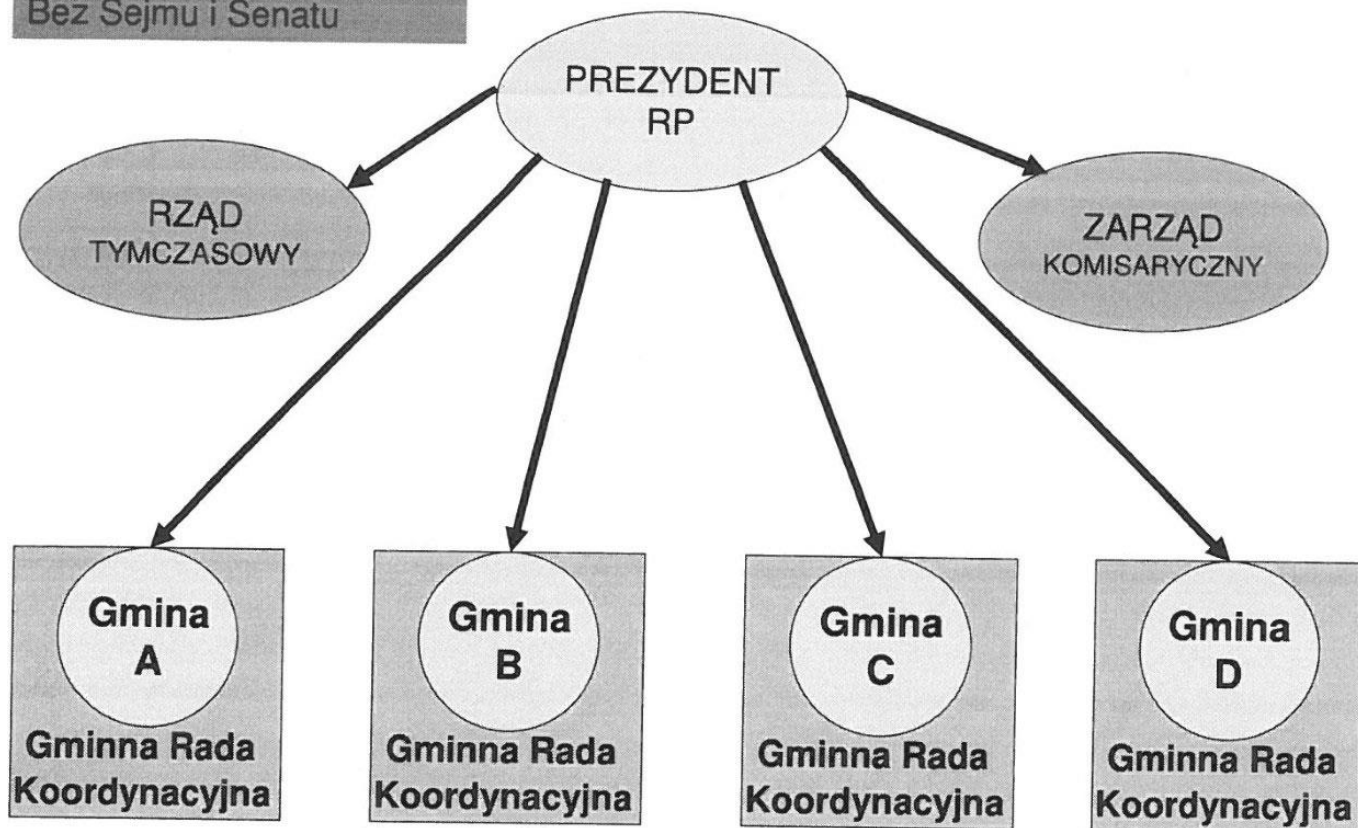 Bez Sejmu i Senatu
PREZYDENT
RP
RZĄD
TYMCZASOWY
ZARZĄD
KOMISARYCZNY
Gmina
A
Gminna Rada
Koordynacyjna
Gmina
B
Gminna Rada
Koordynacyjna
Gmina
C
Gminna Rada
Koordynacyjna
Gmina
D
Gminna Rada
Koordynacyjna